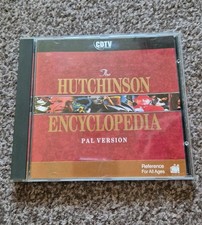 CDTV
The
HUTCHINSON
ENCYCLOPEDIA
PAL VERSION
Reference
For All Ages